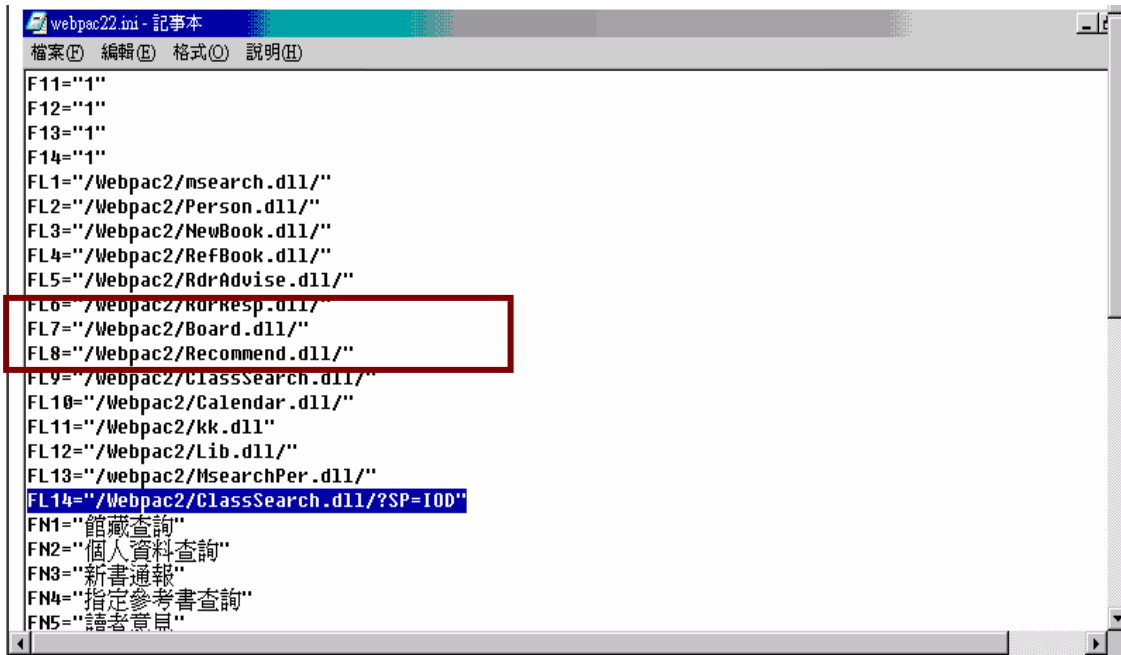 webpac22.ini - 記事本
檔案(F) 編輯(E) 格式(O) 說明(H)
F11="1"
F12="1"
F13="1"
F14="1"
FL1="/Webpac2/msearch.dll/"
FL2="/Webpac2/Person.dll/"
FL3="/Webpac2/NewBook.dll/"
FL4="/Webpac2/RefBook.dll/"
FL5="/Webpac2/RdrAdvise.dll/"
FL6="/Webpac2/RdrResp.dll/"
FL7="/Webpac2/Board.dll/"
FL8="/Webpac2/Recommend.dll/"
FL9="/Webpac2/ClassSearch.dll/"
FL10="/Webpac2/Calendar.dll/"
FL11="/Webpac2/kk.dll"
FL12="/Webpac2/Lib.dll/"
FL13="/webpac2/MsearchPer.dll/"
FL14="/Webpac2/ClassSearch.dll/?SP=IOD"
FN1="館藏查詢"
FN2="個人資料查詢"
FN3="新書通報"
FN4="指定參考書查詢"
FN5="讀者意見"